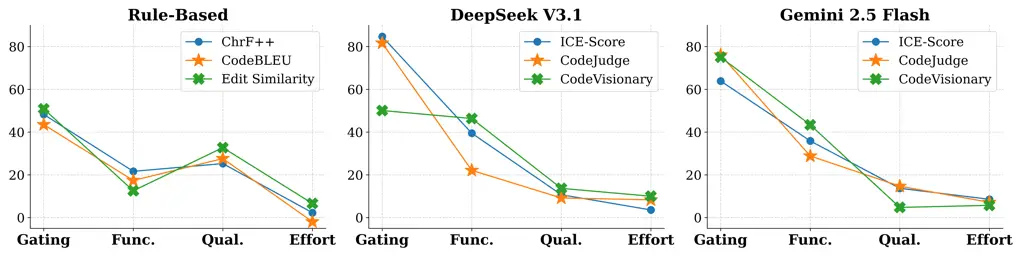 Rule-Based
ChrF++
CodeBLEU
Edit Similarity
80
60
40
20
0
Gating Func. Qual. Effort
DeepSeek V3.1
ICE-Score
CodeJudge
CodeVisionary
80
60
40
20
0
Gating Func. Qual. Effort
Gemini 2.5 Flash
ICE-Score
CodeJudge
CodeVisionary
80
60
40
20
0
Gating Func. Qual. Effort